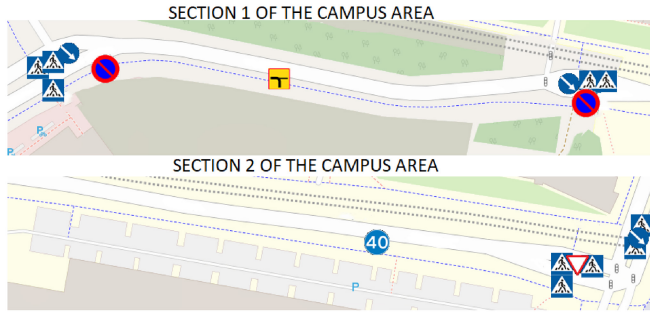 SECTION 1 OF THE CAMPUS AREA
P
P
SECTION 2 OF THE CAMPUS AREA
40
P